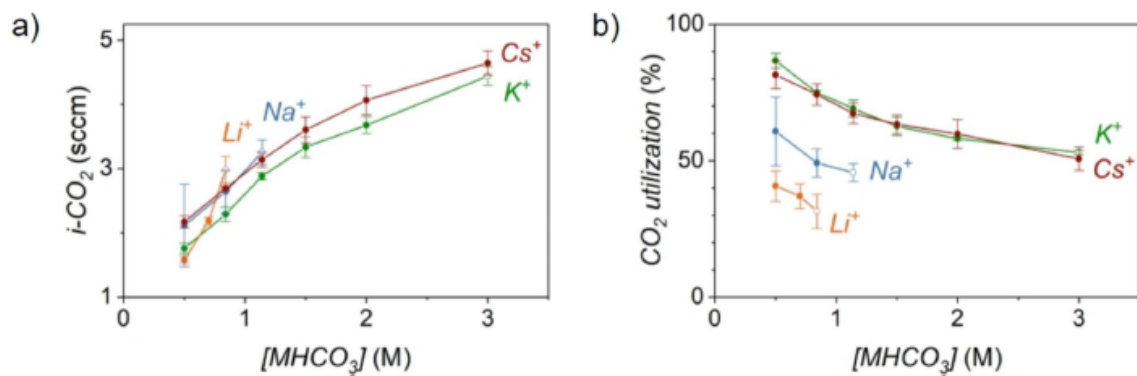 a)
i-CO₂ (sccm)
5
3
1
0
1
2
3
[MHCO₃] (M)
Li⁺
Na⁺
Cs⁺
K⁺
b)
CO₂ utilization (%)
100
50
0
0
1
2
3
[MHCO₃] (M)
K⁺
Cs⁺
Na⁺
Li⁺